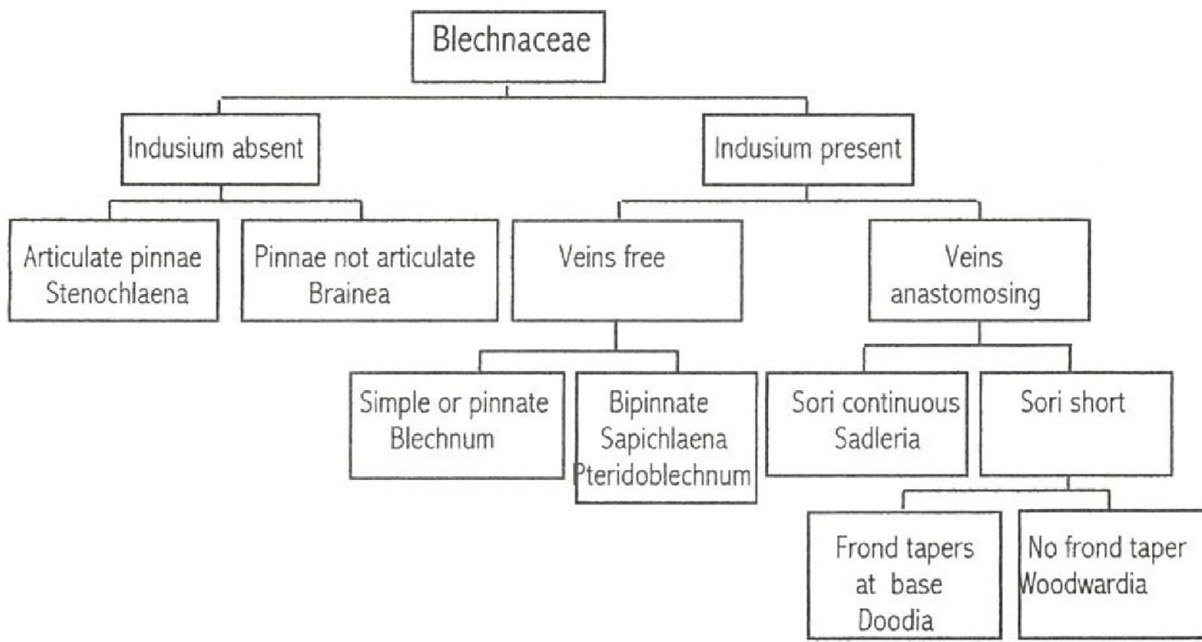 Blechnaceae
Indusium absent
Indusium present
Articulate pinnae
Stenochlaena
Pinnae not articulate
Brainea
Veins free
Veins
anastomosing
Simple or pinnate
Blechnum
Bipinnate
Sapichlaena
Pteridoblechnum
Sori continuous
Sadleria
Sori short
Frond tapers
at base
Doodia
No frond taper
Woodwardia